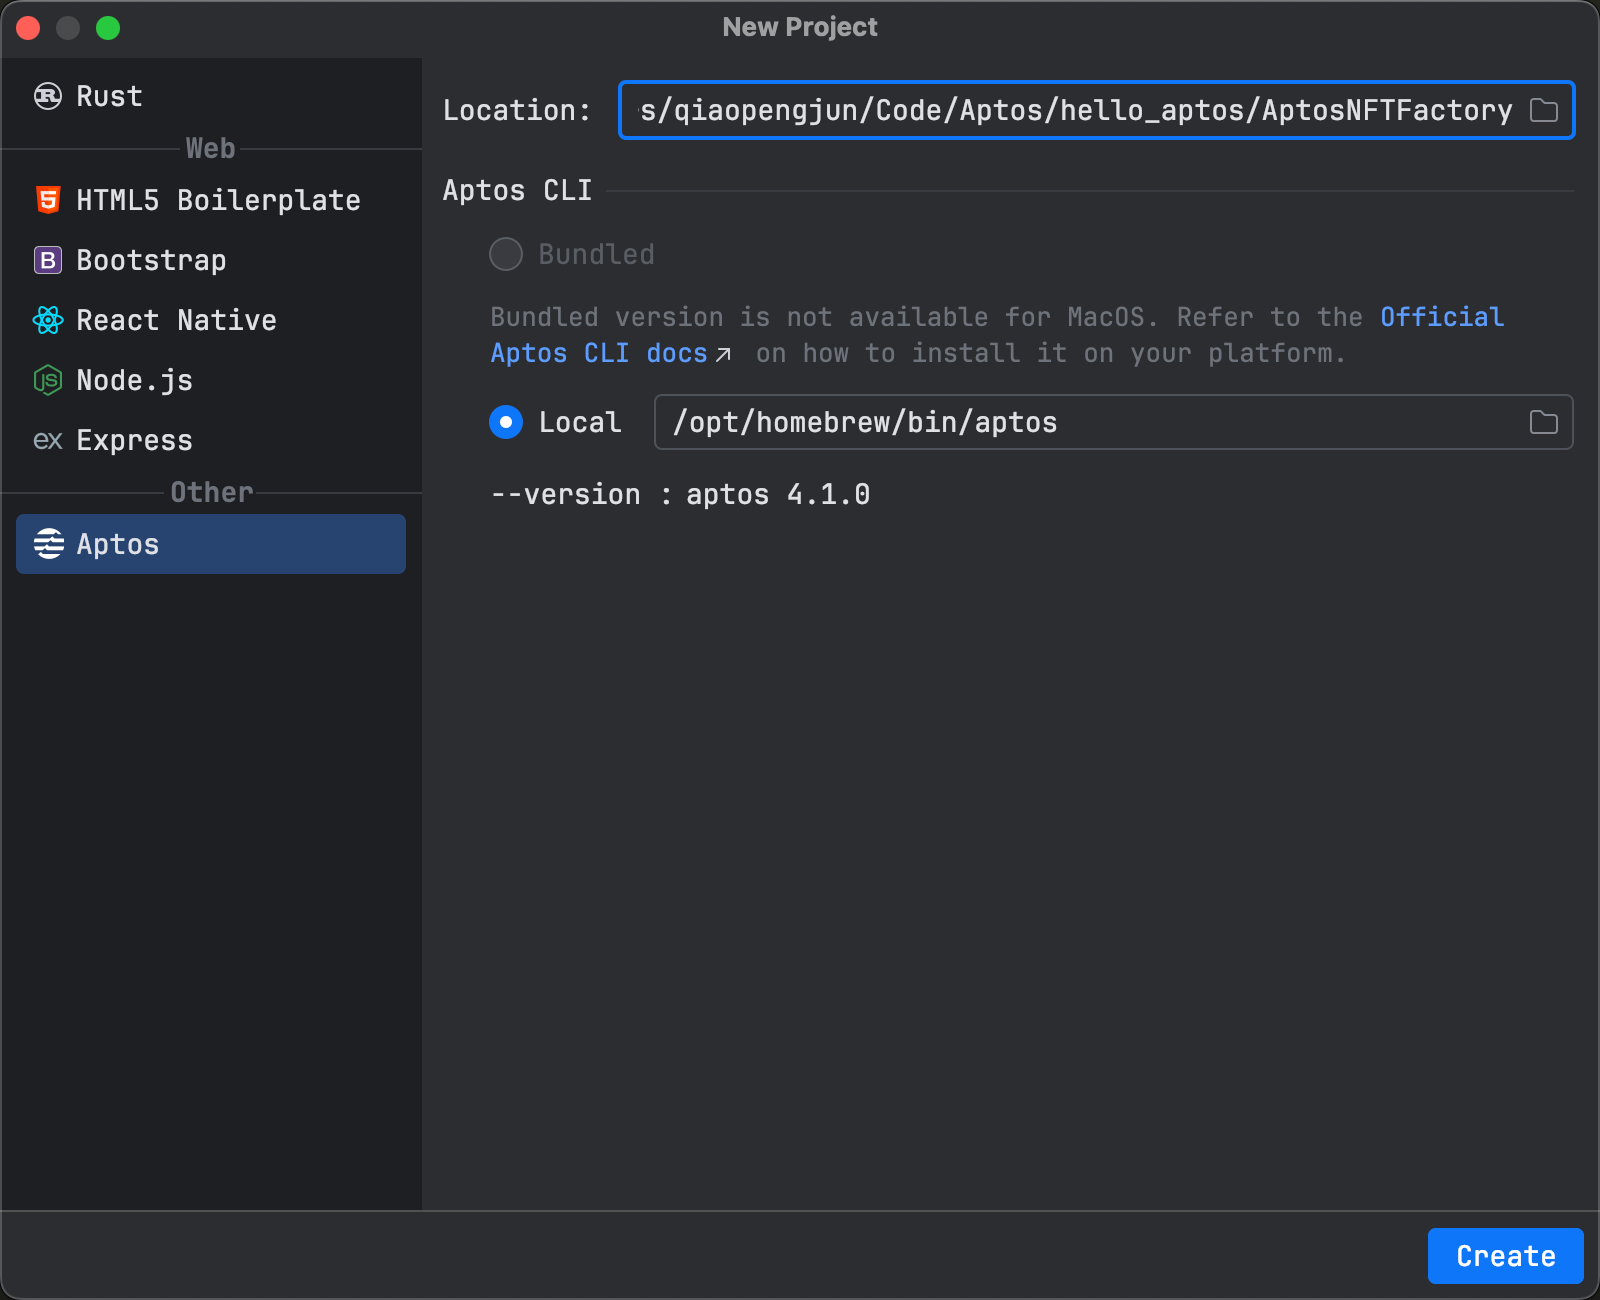 New Project
Rust
Web
HTML5 Boilerplate
Bootstrap
React Native
Node.js
ex Express
Other
Aptos
Location: s/qiaopengjun/Code/Aptos/hello_aptos/AptosNFTFactory
Aptos CLI
Bundled
Bundled version is not available for MacOS. Refer to the Official
Aptos CLI docs↗ on how to install it on your platform.
Local /opt/homebrew/bin/aptos
--version : aptos 4.1.0
Create